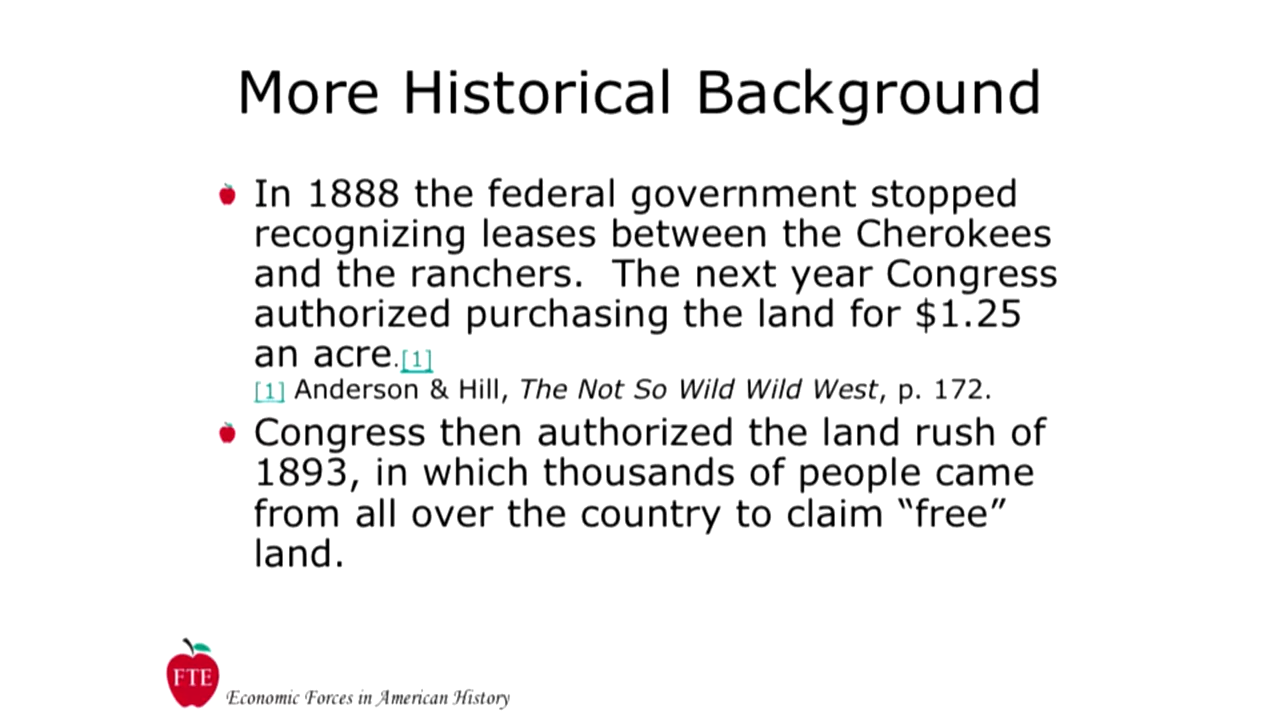 More Historical Background
In 1888 the federal government stopped
recognizing leases between the Cherokees
and the ranchers.  The next year Congress
authorized purchasing the land for $1.25
an acre.[1]
[1] Anderson & Hill, The Not So Wild Wild West, p. 172.
Congress then authorized the land rush of
1893, in which thousands of people came
from all over the country to claim “free”
land.
FTE
Economic Forces in American History